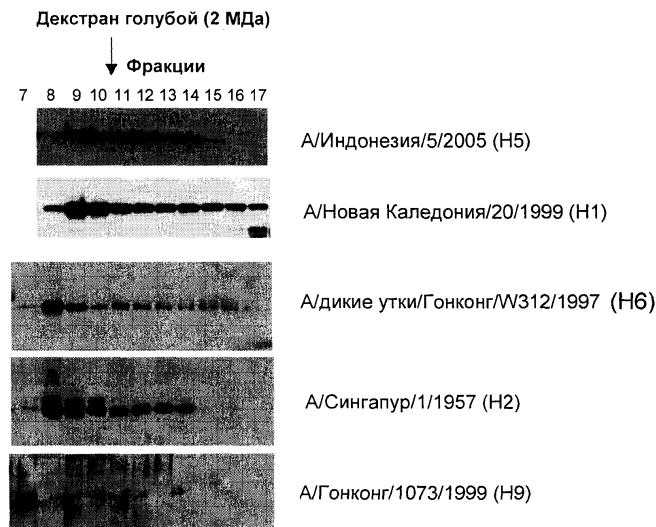 Декстран голубой (2 МДа)
Фракции
7 8 9 10 11 12 13 14 15 16 17
А/Индонезия/5/2005 (H5)
А/Новая Каледония/20/1999 (H1)
А/дикие утки/Гонконг/W312/1997 (H6)
А/Сингапур/1/1957 (H2)
А/Гонконг/1073/1999 (H9)